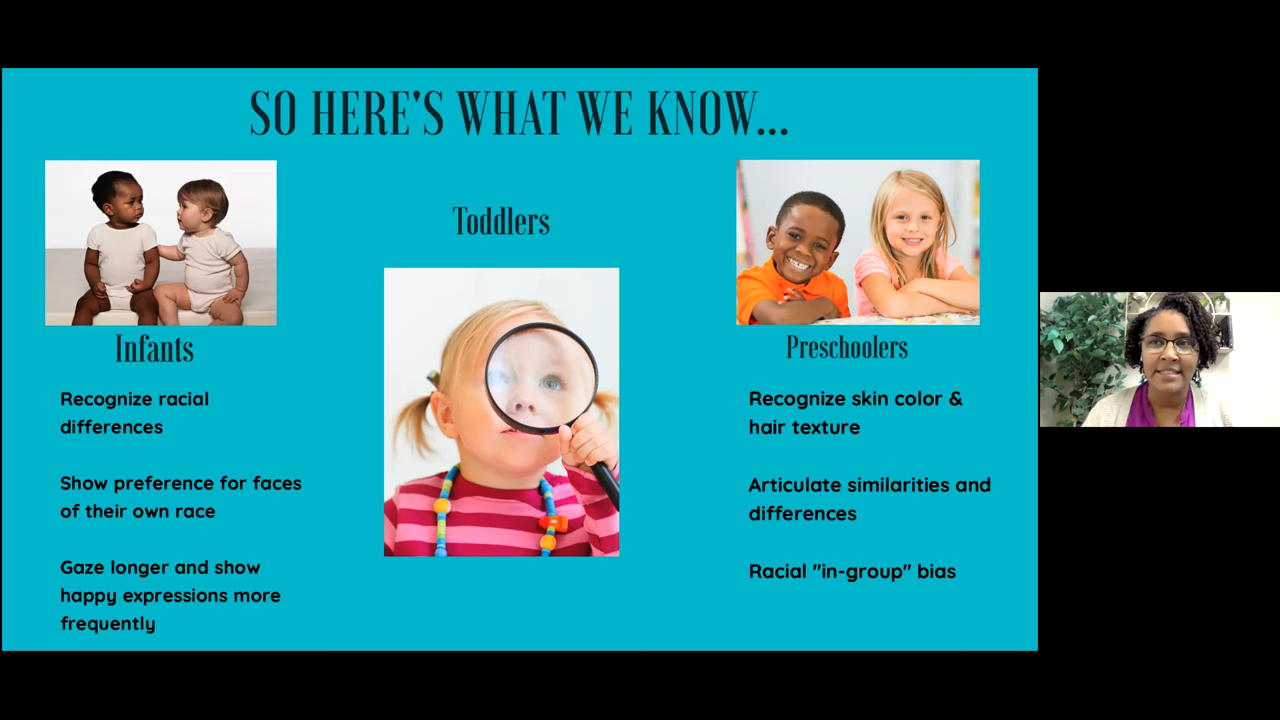 SO HERE'S WHAT WE KNOW...
Infants
Recognize racial
differences
Show preference for faces
of their own race
Gaze longer and show
happy expressions more
frequently
Toddlers
Preschoolers
Recognize skin color &
hair texture
Articulate similarities and
differences
Racial "in-group" bias